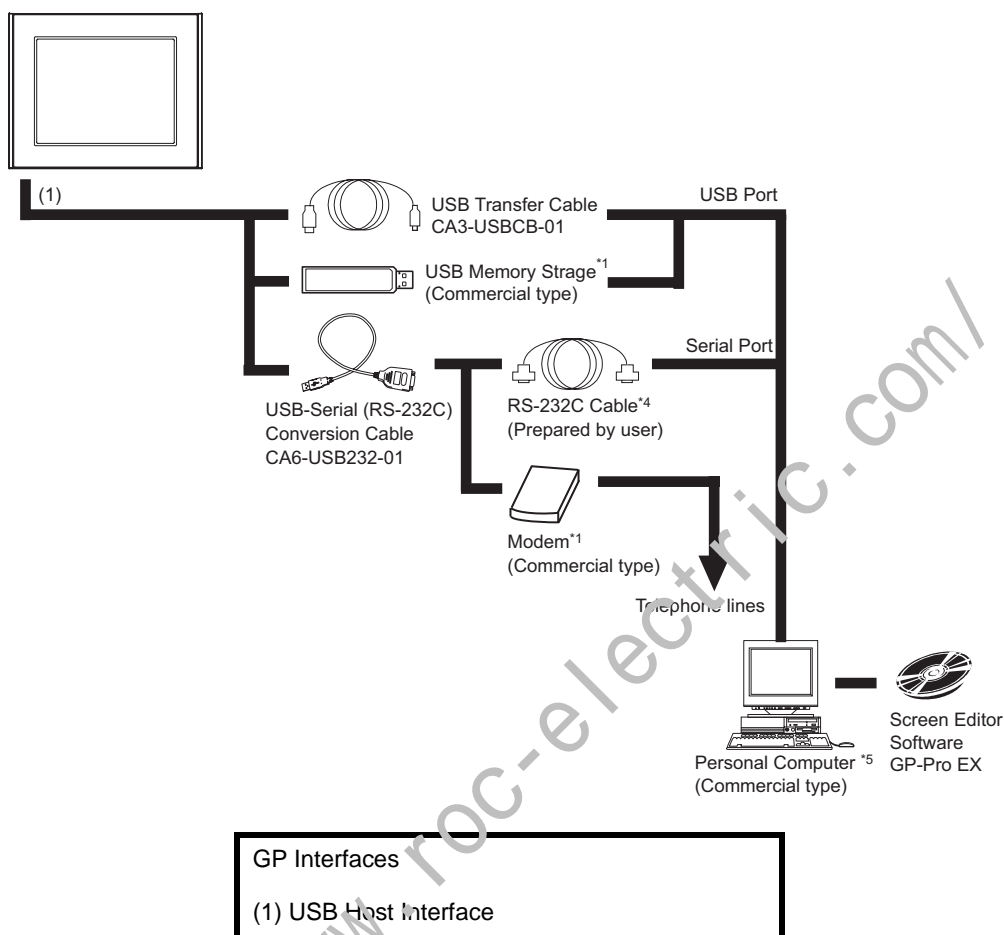 (1)
USB Transfer Cable
CA3-USBCB-01
USB Port
USB Memory Strage*1
(Commercial type)
Serial Port
USB-Serial (RS-232C)
Conversion Cable
CA6-USB232-01
RS-232C Cable*4
(Prepared by user)
Modem*1
(Commercial type)
Telephone lines
Screen Editor
Software
GP-Pro EX
Personal Computer *5
(Commercial type)
GP Interfaces
(1) USB Host Interface
www.roc-electric.com/